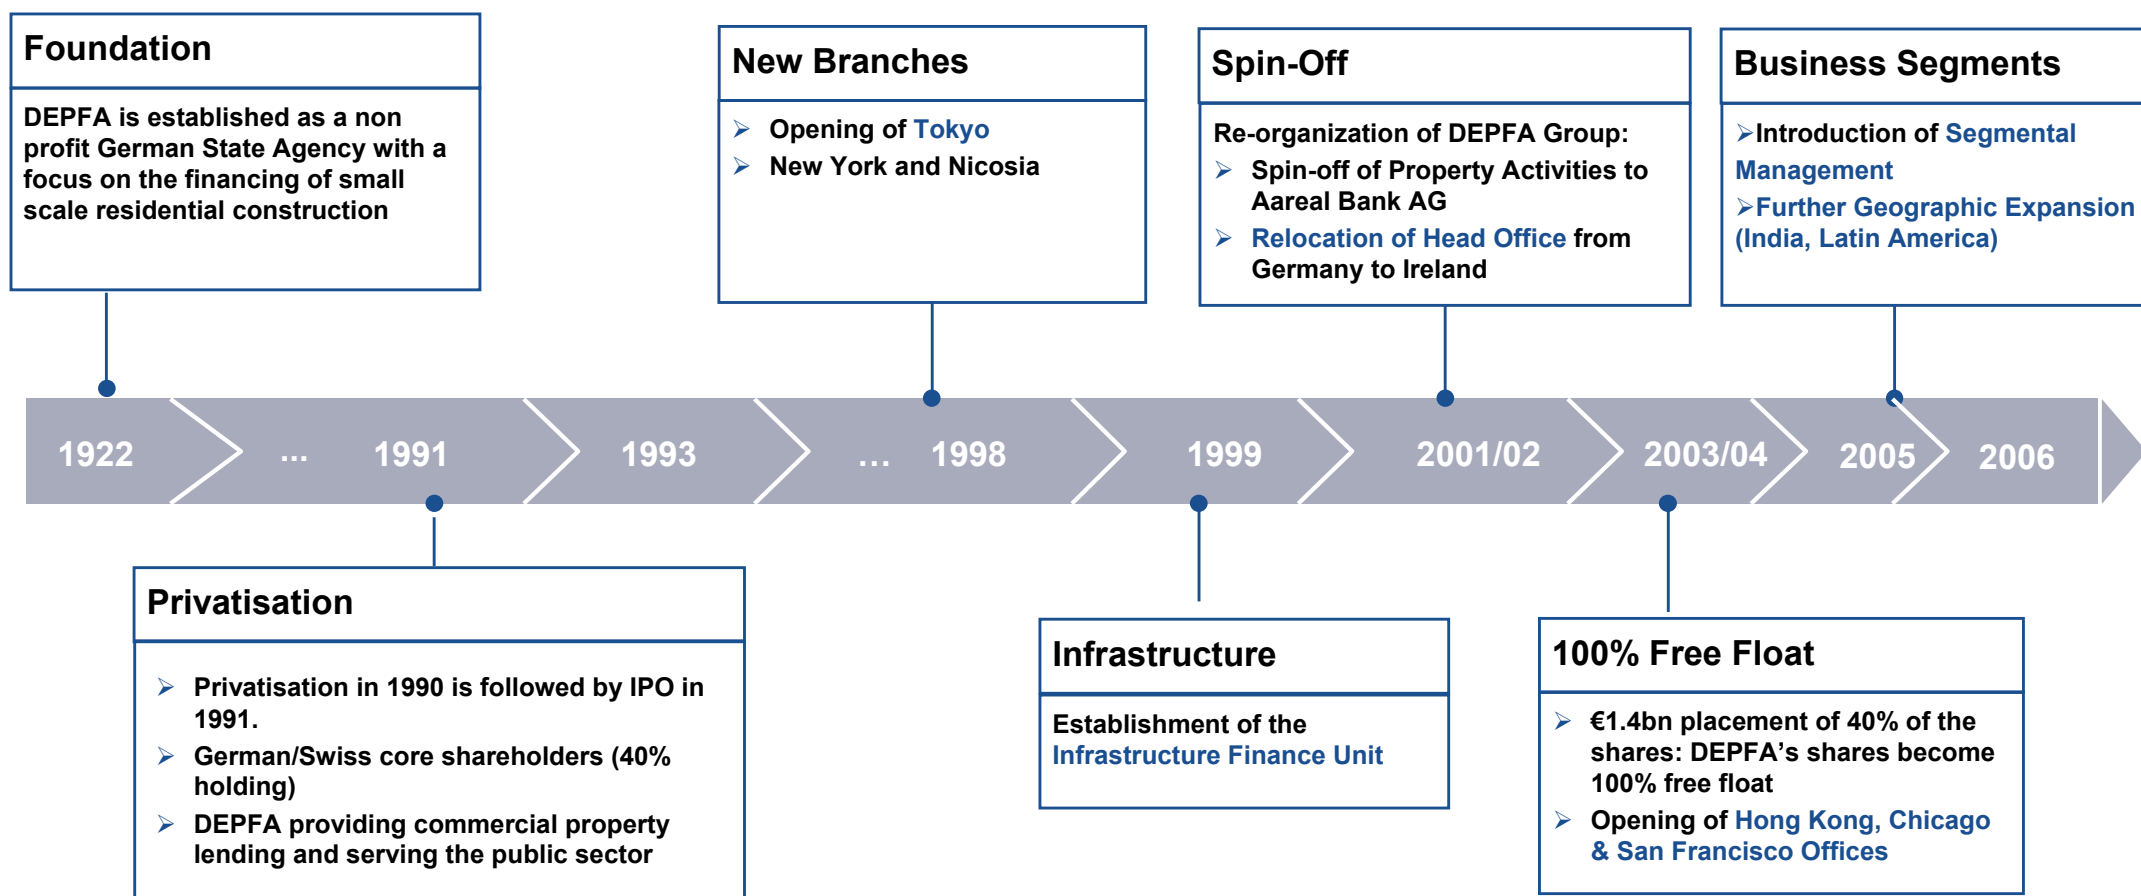 Foundation
DEPFA is established as a non
profit German State Agency with a
focus on the financing of small
scale residential construction
New Branches
➢ Opening of Tokyo
➢ New York and Nicosia
Spin-Off
Re-organization of DEPFA Group:
➢ Spin-off of Property Activities to
Aareal Bank AG
➢ Relocation of Head Office from
Germany to Ireland
Business Segments
➢Introduction of Segmental
Management
➢Further Geographic Expansion
(India, Latin America)
1922 ... 1991 1993 ... 1998 1999 2001/02 2003/04 2005 2006
Privatisation
➢ Privatisation in 1990 is followed by IPO in
1991.
➢ German/Swiss core shareholders (40%
holding)
➢ DEPFA providing commercial property
lending and serving the public sector
Infrastructure
Establishment of the
Infrastructure Finance Unit
100% Free Float
➢ €1.4bn placement of 40% of the
shares: DEPFA’s shares become
100% free float
➢ Opening of Hong Kong, Chicago
& San Francisco Offices